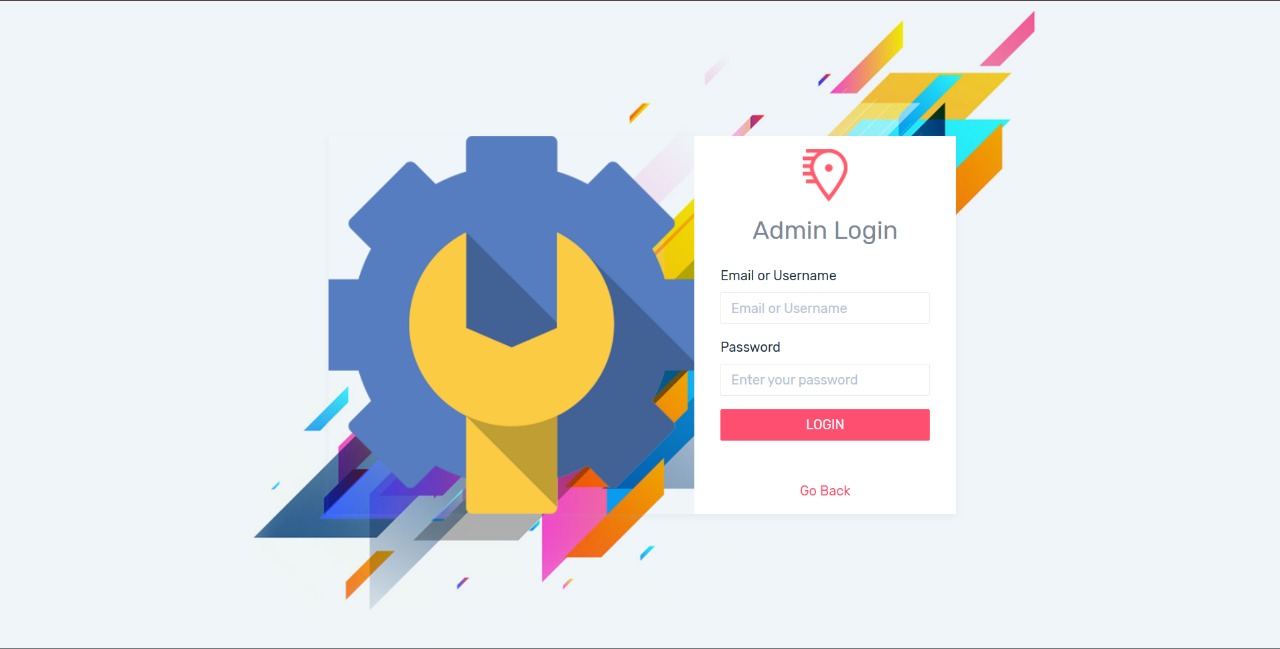 Admin Login
Email or Username
Email or Username
Password
Enter your password
LOGIN
Go Back